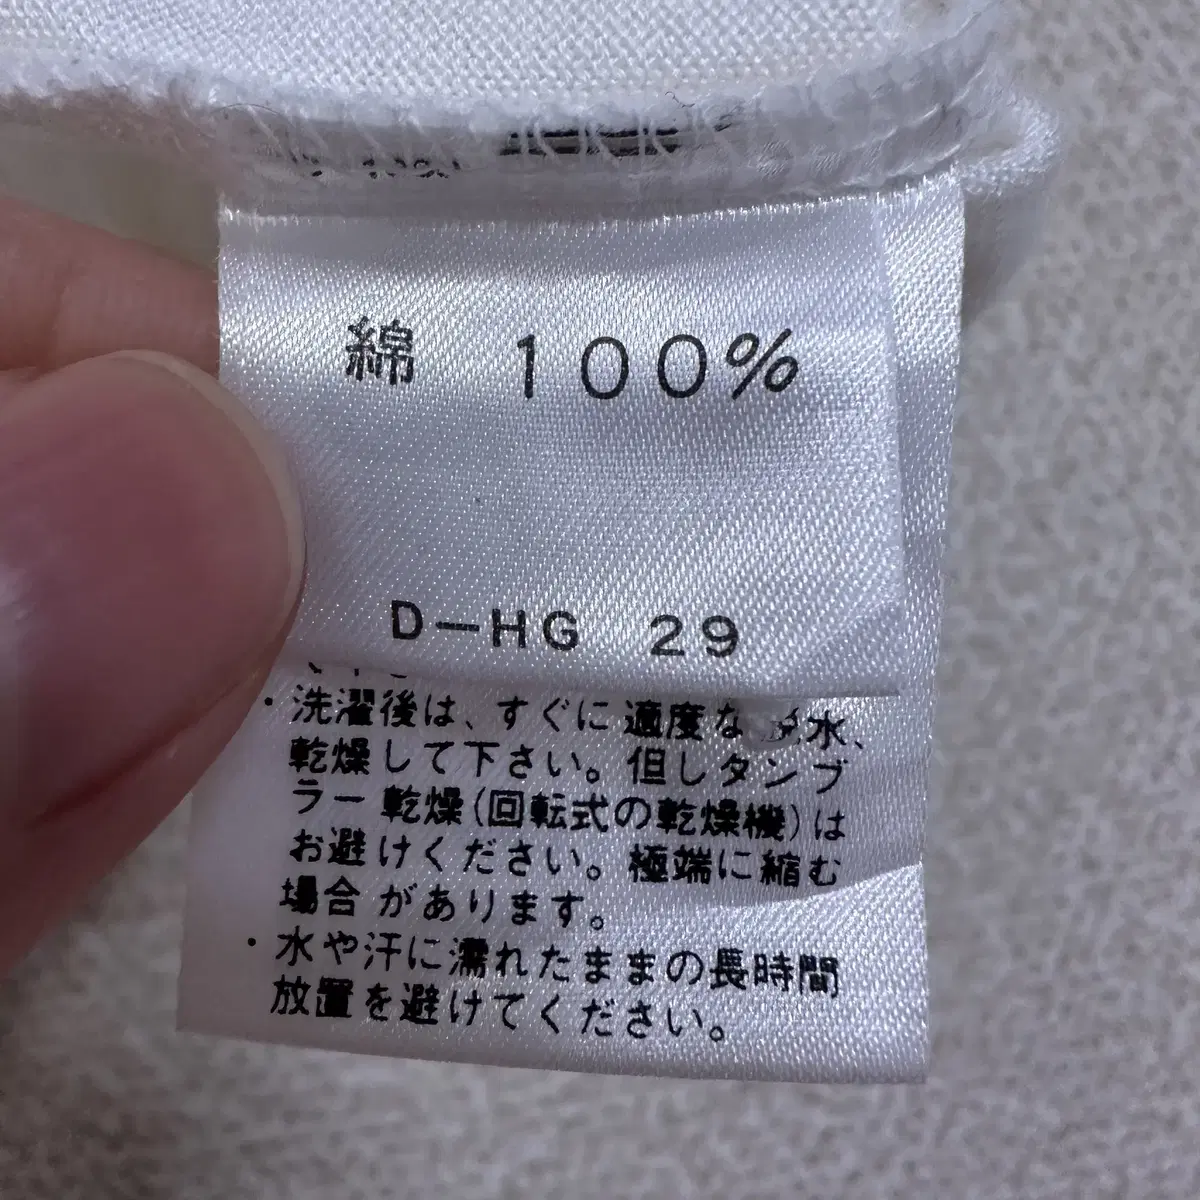 綿 100%
D-HG 29
・洗濯後は、すぐに適度な 水、
乾燥して下さい。但しタンブ
ラー乾燥(回転式の乾燥機)は
お避けください。極端に縮む
場合があります。
・水や汗に濡れたままの長時間
放置を避けてください。